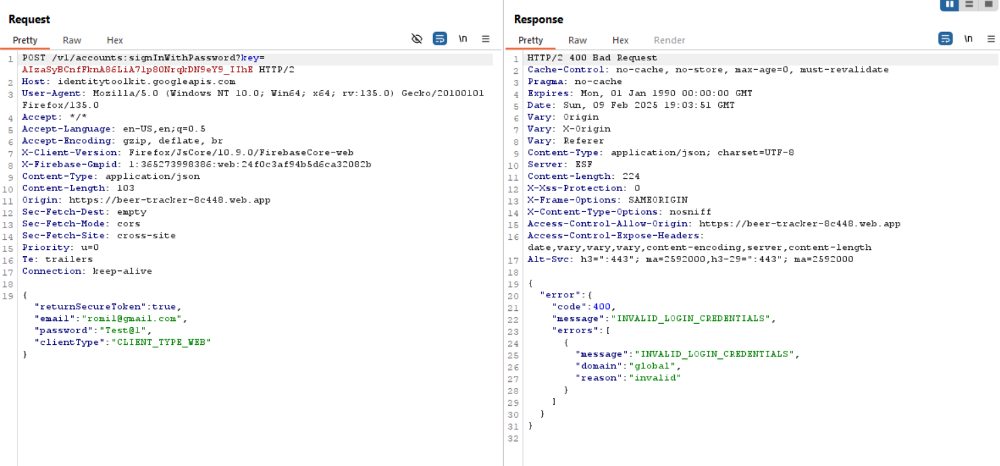 Request
Pretty Raw Hex \n
1 POST /v1/accounts:signInWithPassword?key=
AIzaSyBCnfFknA86LiA7lp80NrqkDN9eY9_IIhE HTTP/2
2 Host: identitytoolkit.googleapis.com
3 User-Agent: Mozilla/5.0 (Windows NT 10.0; Win64; x64; rv:135.0) Gecko/20100101
Firefox/135.0
4 Accept: */*
5 Accept-Language: en-US,en;q=0.5
6 Accept-Encoding: gzip, deflate, br
7 X-Client-Version: Firefox/JsCore/10.9.0/FirebaseCore-web
8 X-Firebase-Gmpid: 1:365273998386:web:24f0c3af94b5d6ca32082b
9 Content-Type: application/json
10 Content-Length: 103
11 Origin: https://beer-tracker-8c448.web.app
12 Sec-Fetch-Dest: empty
13 Sec-Fetch-Mode: cors
14 Sec-Fetch-Site: cross-site
15 Priority: u=0
16 Te: trailers
17 Connection: keep-alive
18
19 {
"returnSecureToken":true,
"email":"romil@gmail.com",
"password":"Test@1",
"clientType":"CLIENT_TYPE_WEB"
}
Response
Pretty Raw Hex Render \n
1 HTTP/2 400 Bad Request
2 Cache-Control: no-cache, no-store, max-age=0, must-revalidate
3 Pragma: no-cache
4 Expires: Mon, 01 Jan 1990 00:00:00 GMT
5 Date: Sun, 09 Feb 2025 19:03:51 GMT
6 Vary: Origin
7 Vary: X-Origin
8 Vary: Referer
9 Content-Type: application/json; charset=UTF-8
10 Server: ESF
11 Content-Length: 224
12 X-Xss-Protection: 0
13 X-Frame-Options: SAMEORIGIN
14 X-Content-Type-Options: nosniff
15 Access-Control-Allow-Origin: https://beer-tracker-8c448.web.app
16 Access-Control-Expose-Headers:
date,vary,vary,vary,content-encoding,server,content-length
17 Alt-Svc: h3=":443"; ma=2592000,h3-29=":443"; ma=2592000
18
19 {
20 "error":{
21 "code":400,
22 "message":"INVALID_LOGIN_CREDENTIALS",
23 "errors":[
24 {
25 "message":"INVALID_LOGIN_CREDENTIALS",
26 "domain":"global",
27 "reason":"invalid"
28 }
29 ]
30 }
31 }
32